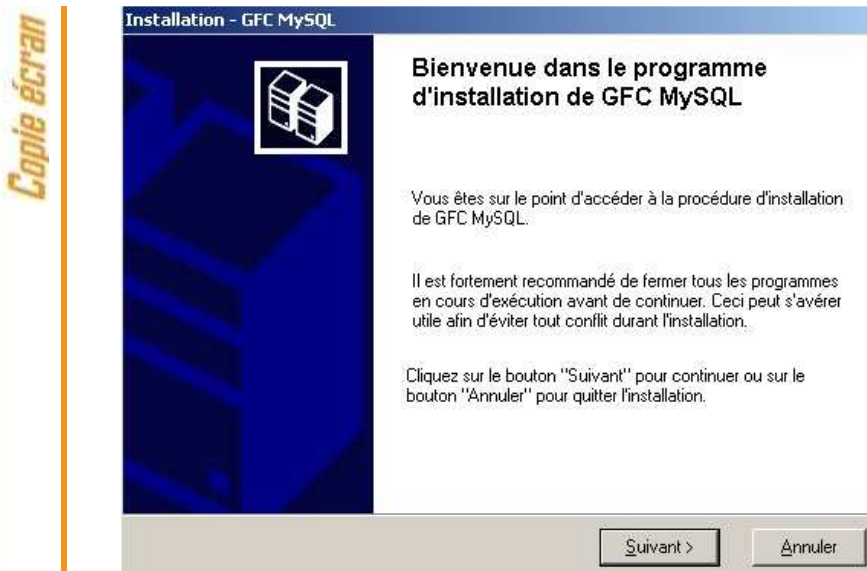 Copie écran
Installation - GFC MySQL
Bienvenue dans le programme
d'installation de GFC MySQL
Vous êtes sur le point d'accéder à la procédure d'installation
de GFC MySQL.
Il est fortement recommandé de fermer tous les programmes
en cours d'exécution avant de continuer. Ceci peut s'avérer
utile afin d'éviter tout conflit durant l'installation.
Cliquez sur le bouton "Suivant" pour continuer ou sur le
bouton "Annuler" pour quitter l'installation.
Suivant >
Annuler